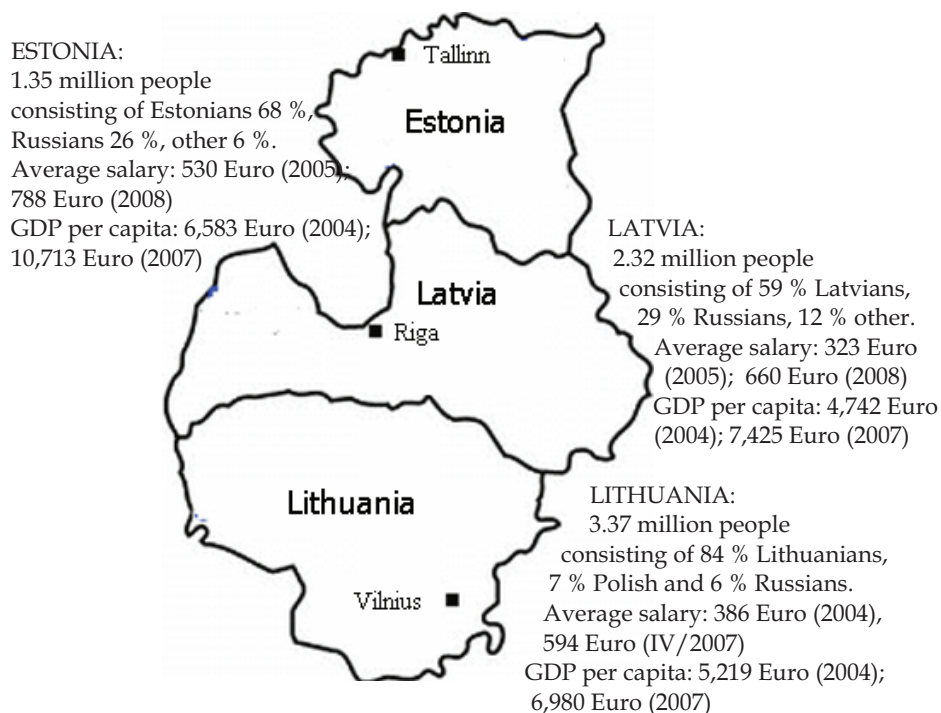 ESTONIA:
1.35 million people
consisting of Estonians 68 %,
Russians 26 %, other 6 %.
Average salary: 530 Euro (2005);
788 Euro (2008)
GDP per capita: 6,583 Euro (2004);
10,713 Euro (2007)
Tallinn
Estonia
LATVIA:
2.32 million people
consisting of 59 % Latvians,
29 % Russians, 12 % other.
Average salary: 323 Euro
(2005); 660 Euro (2008)
GDP per capita: 4,742 Euro
(2004); 7,425 Euro (2007)
Latvia
Riga
Lithuania
Vilnius
LITHUANIA:
3.37 million people
consisting of 84 % Lithuanians,
7 % Polish and 6 % Russians.
Average salary: 386 Euro (2004),
594 Euro (IV/2007)
GDP per capita: 5,219 Euro (2004);
6,980 Euro (2007)